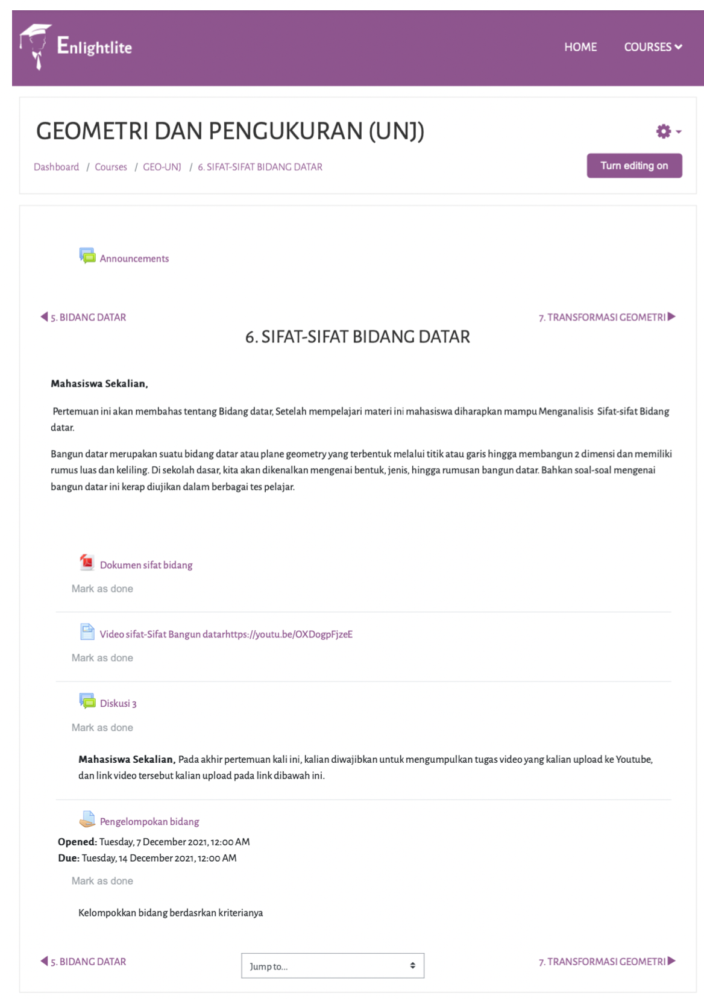 Enlightlite
HOME COURSES
GEOMETRI DAN PENGUKURAN (UNJ)
Dashboard / Courses / GEO-UNJ / 6. SIFAT-SIFAT BIDANG DATAR
Turn editing on
Announcements
5. BIDANG DATAR
7. TRANSFORMASI GEOMETRI
6. SIFAT-SIFAT BIDANG DATAR
Mahasiswa Sekalian,
Pertemuan ini akan membahas tentang Bidang datar, Setelah mempelajari materi ini mahasiswa diharapkan mampu Menganalisis Sifat-sifat Bidang
datar.
Bangun datar merupakan suatu bidang datar atau plane geometry yang terbentuk melalui titik atau garis hingga membangun 2 dimensi dan memiliki
rumus luas dan keliling. Di sekolah dasar, kita akan dikenalkan mengenai bentuk, jenis, hingga rumusan bangun datar. Bahkan soal-soal mengenai
bangun datar ini kerap diujikan dalam berbagai tes pelajar.
Dokumen sifat bidang
Mark as done
Video sifat-Sifat Bangun datarhttps://youtu.be/OXDogpFjzeE
Mark as done
Diskusi 3
Mark as done
Mahasiswa Sekalian, Pada akhir pertemuan kali ini, kalian diwajibkan untuk mengumpulkan tugas video yang kalian upload ke Youtube,
dan link video tersebut kalian upload pada link dibawah ini.
Pengelompokan bidang
Opened: Tuesday, 7 December 2021, 12:00 AM
Due: Tuesday, 14 December 2021, 12:00 AM
Mark as done
Kelompokkan bidang berdasrkan kriterianya
5. BIDANG DATAR
Jump to...
7. TRANSFORMASI GEOMETRI